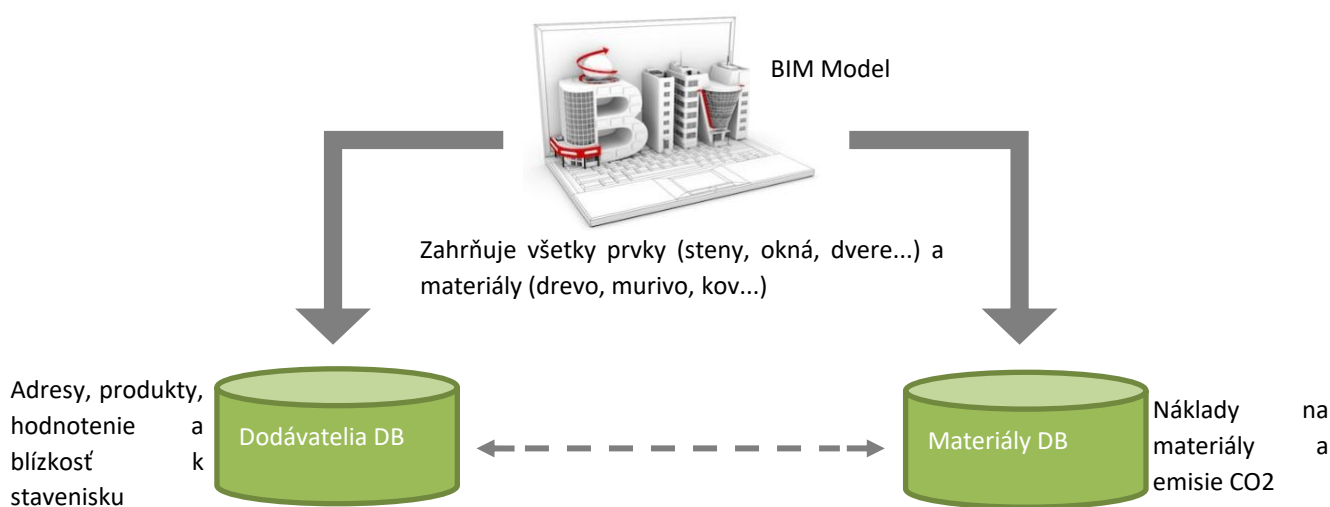 BIM
BIM Model
Zahrňuje všetky prvky (steny, okná, dvere...) a
materiály (drevo, murivo, kov...)
Adresy, produkty,
hodnotenie a
blízkosť k
stavenisku
Dodávatelia DB
Materiály DB
Náklady na
materiály a
emisie CO2